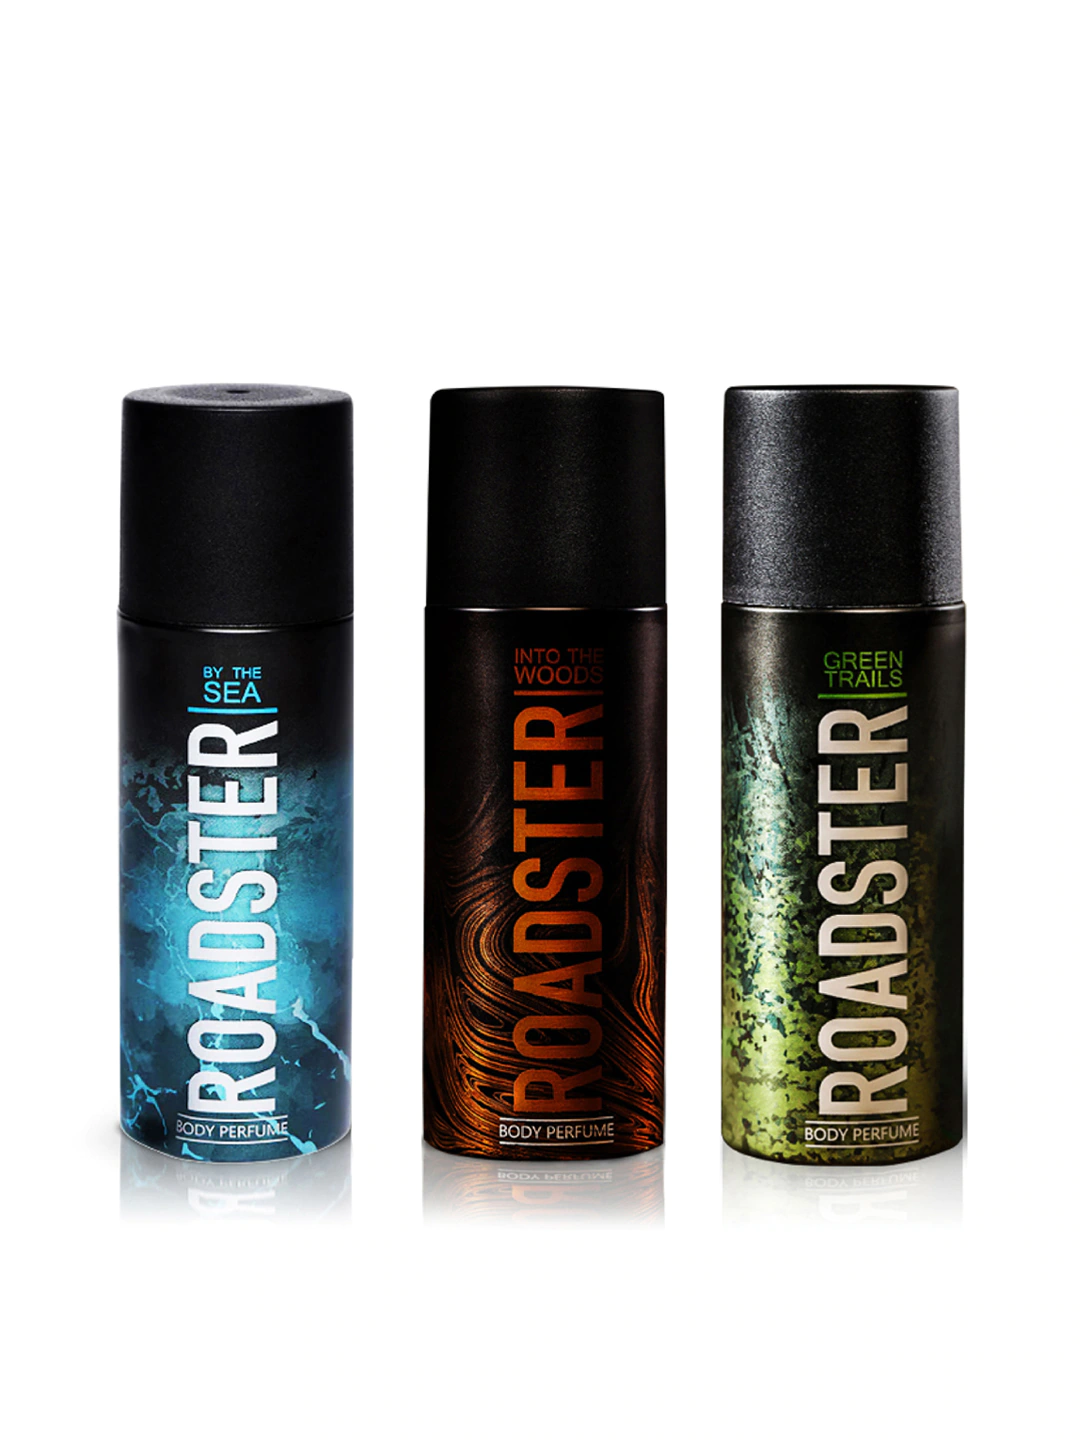 BY THE
SEA
ROADSTER
BODY PERFUME
INTO THE
WOODS
ROADSTER
BODY PERFUME
GREEN
TRAILS
ROADSTER
BODY PERFUME